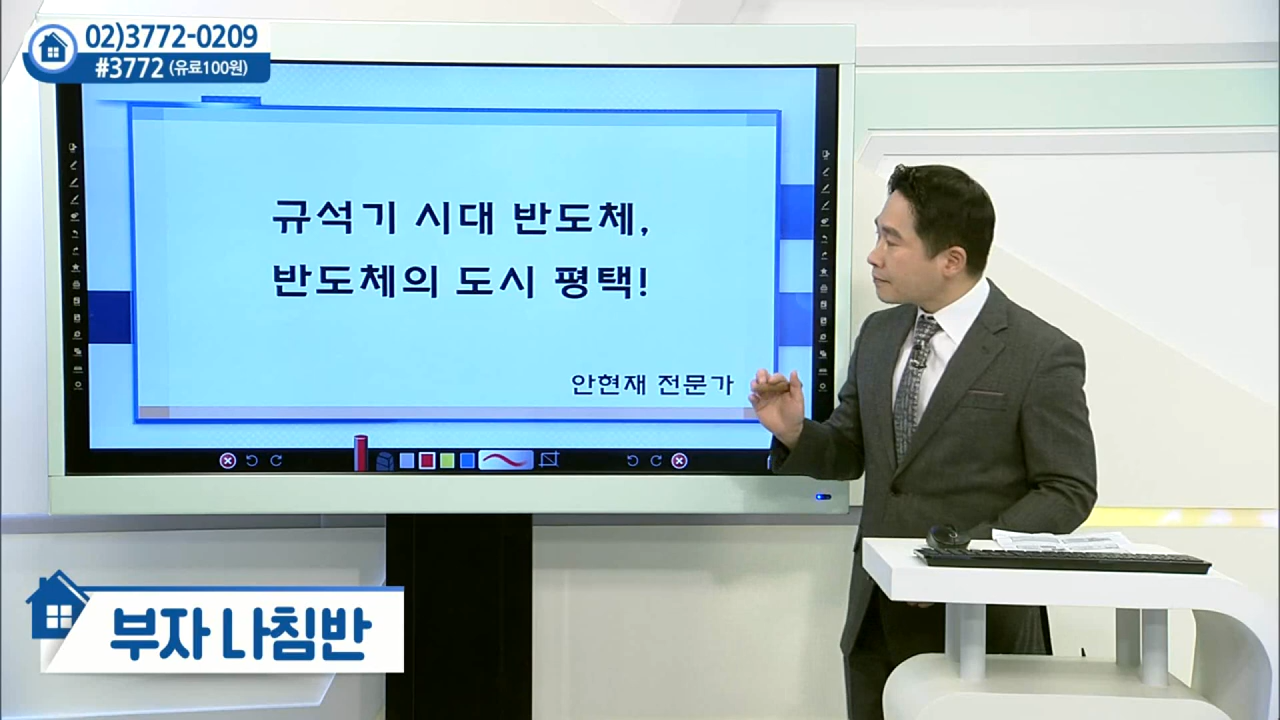 02)3772-0209
#3772 (유료100원)
규석기 시대 반도체,
반도체의 도시 평택!
안현재 전문가
부자 나침반